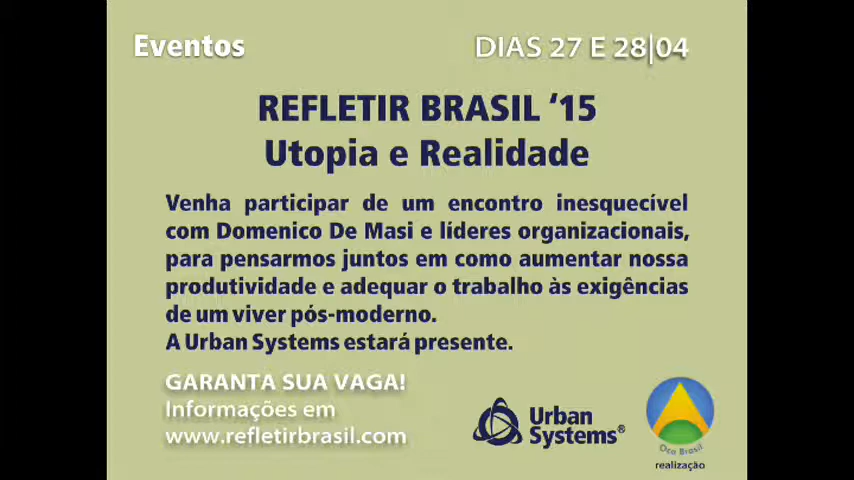 Eventos
DIAS 27 E 28|04
REFLETIR BRASIL ‘15
Utopia e Realidade
Venha participar de um encontro inesquecível
com Domenico De Masi e líderes organizacionais,
para pensarmos juntos em como aumentar nossa
produtividade e adequar o trabalho às exigências
de um viver pós-moderno.
A Urban Systems estará presente.
GARANTA SUA VAGA!
Informações em
www.refletirbrasil.com
Urban
Systems®
Oca Brasil
realização